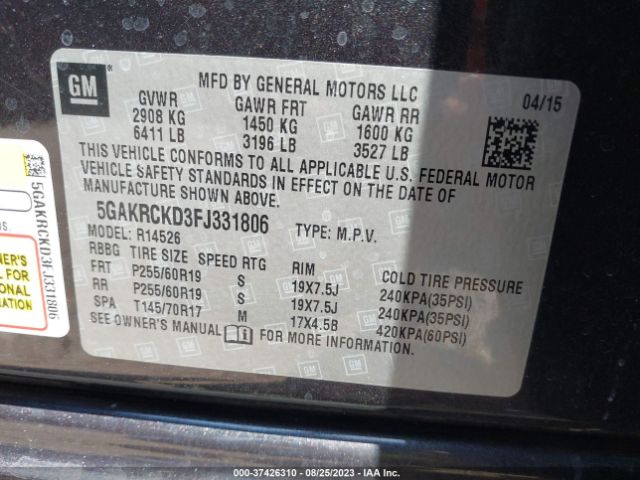 GM
MFD BY GENERAL MOTORS LLC
04/15
GVWR GAWR FRT GAWR RR
2908 KG 1450 KG 1600 KG
6411 LB 3196 LB 3527 LB
THIS VEHICLE CONFORMS TO ALL APPLICABLE U.S. FEDERAL MOTOR
VEHICLE SAFETY STANDARDS IN EFFECT ON THE DATE OF
MANUFACTURE SHOWN ABOVE.
5GAKRCKD3FJ331806 TYPE: M.P.V.
MODEL: R14526
RBBG TIRE SIZE SPEED RTG RIM COLD TIRE PRESSURE
FRT P255/60R19 S 19X7.5J 240KPA(35PSI)
RR P255/60R19 S 19X7.5J 240KPA(35PSI)
SPA T145/70R17 M 17X4.5B 420KPA(60PSI)
SEE OWNER'S MANUAL FOR MORE INFORMATION.
5GAKRCKD3FJ331806
NER'S
L FOR
IONAL
TION
000-37426310 | 08/25/2023 | IAA Inc.